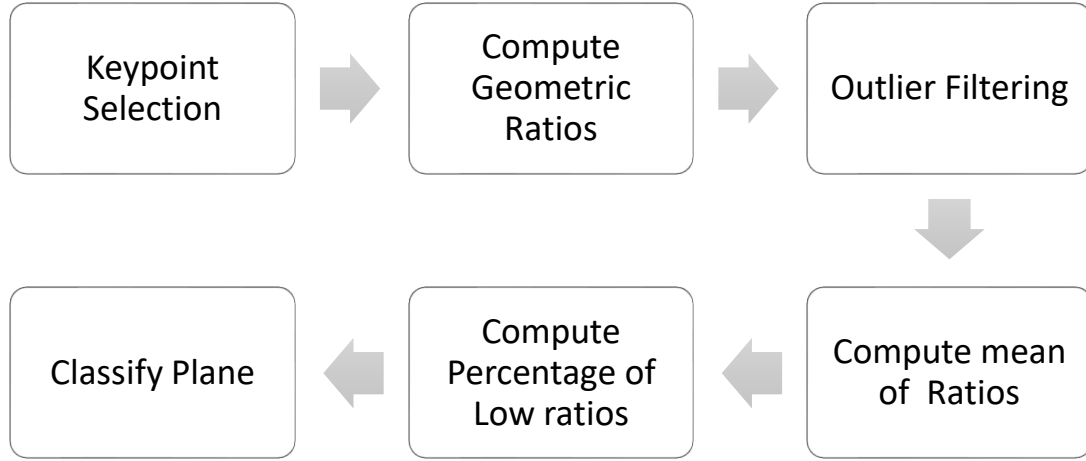 Keypoint
Selection
Compute
Geometric
Ratios
Outlier Filtering
Compute mean
of  Ratios
Compute
Percentage of
Low ratios
Classify Plane